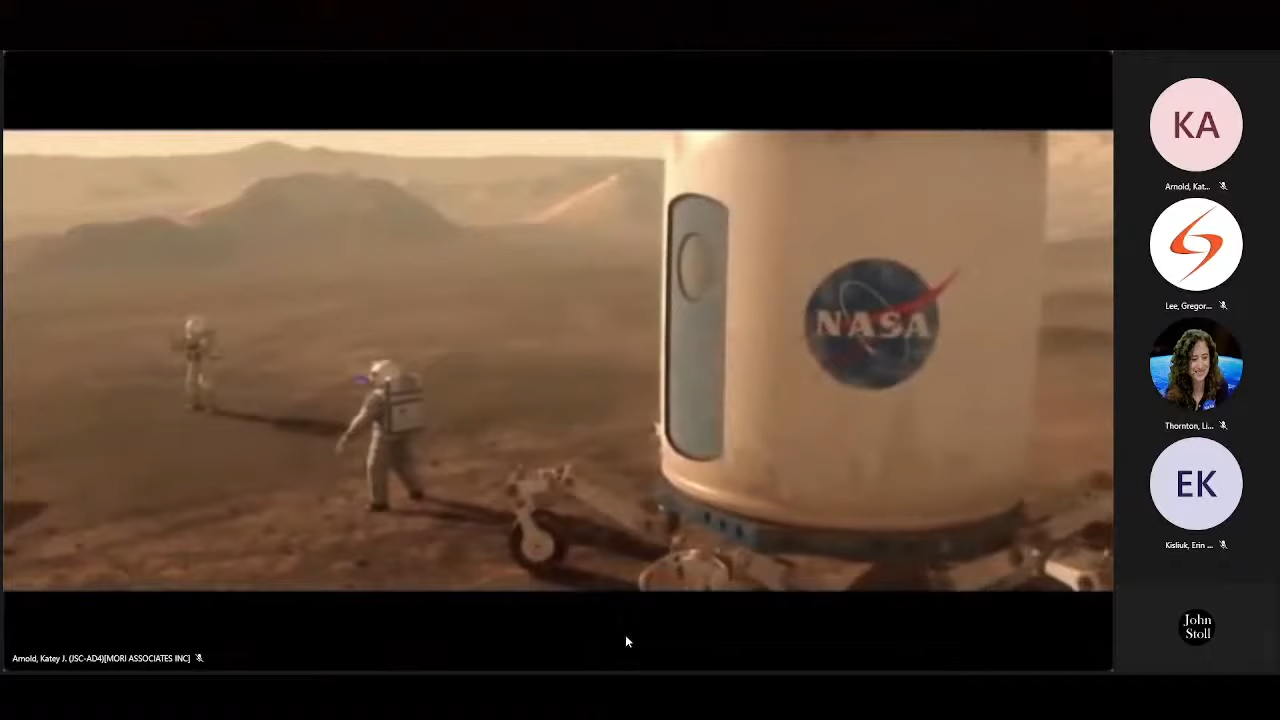 NASA
KA
Arnold, Kat...
Lee, Gregor...
Thornton, Li...
EK
Kisliuk, Erin ...
John
Stoll
Arnold, Katey J. (JSC-AD4)[MORI ASSOCIATES INC]